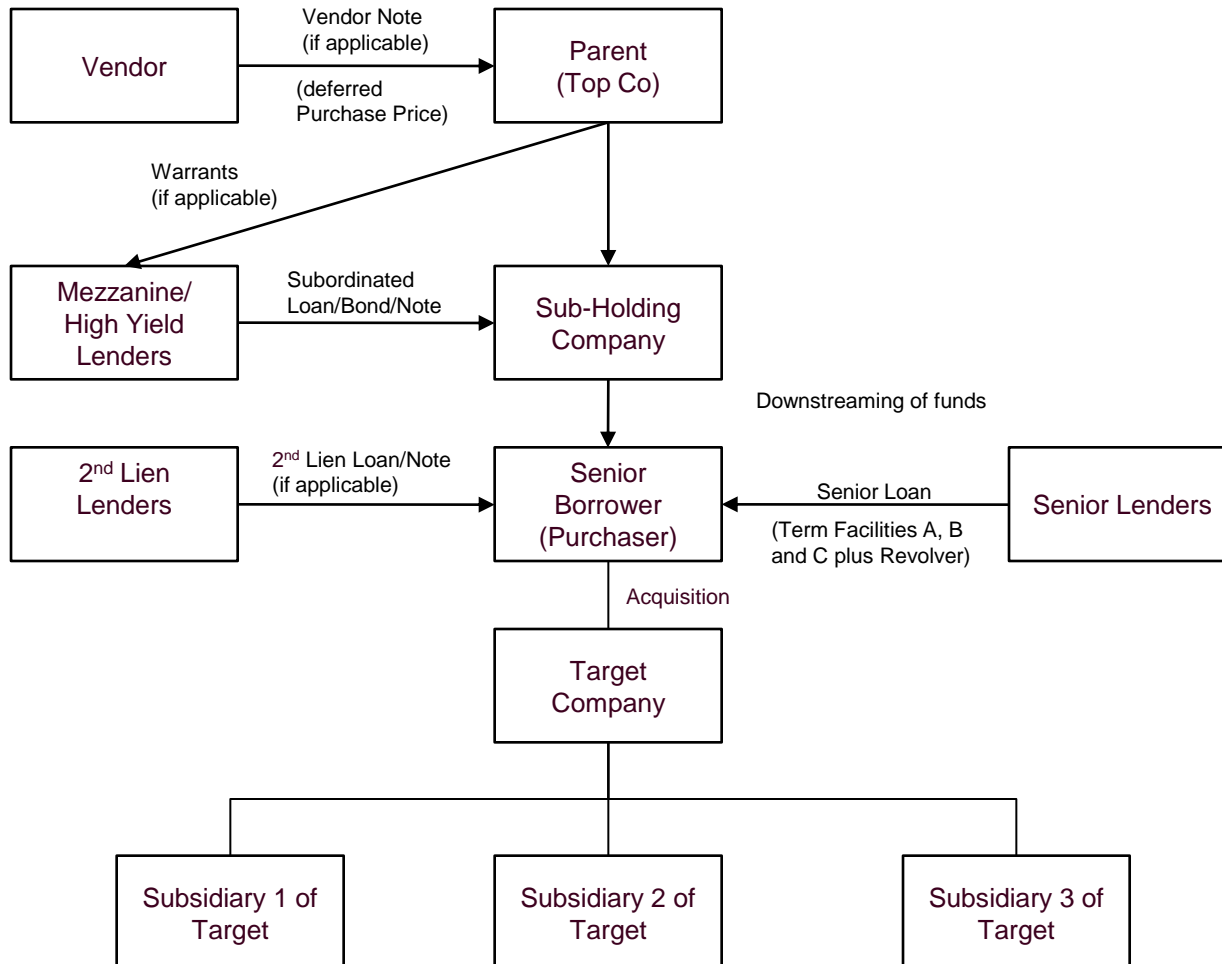 Vendor Note
(if applicable)
Vendor
Parent
(Top Co)
(deferred
Purchase Price)
Warrants
(if applicable)
Mezzanine/
High Yield
Lenders
Subordinated
Loan/Bond/Note
Sub-Holding
Company
Downstreaming of funds
2nd Lien
Lenders
2nd Lien Loan/Note
(if applicable)
Senior
Borrower
(Purchaser)
Senior Loan
(Term Facilities A, B
and C plus Revolver)
Senior Lenders
Acquisition
Target
Company
Subsidiary 1 of
Target
Subsidiary 2 of
Target
Subsidiary 3 of
Target